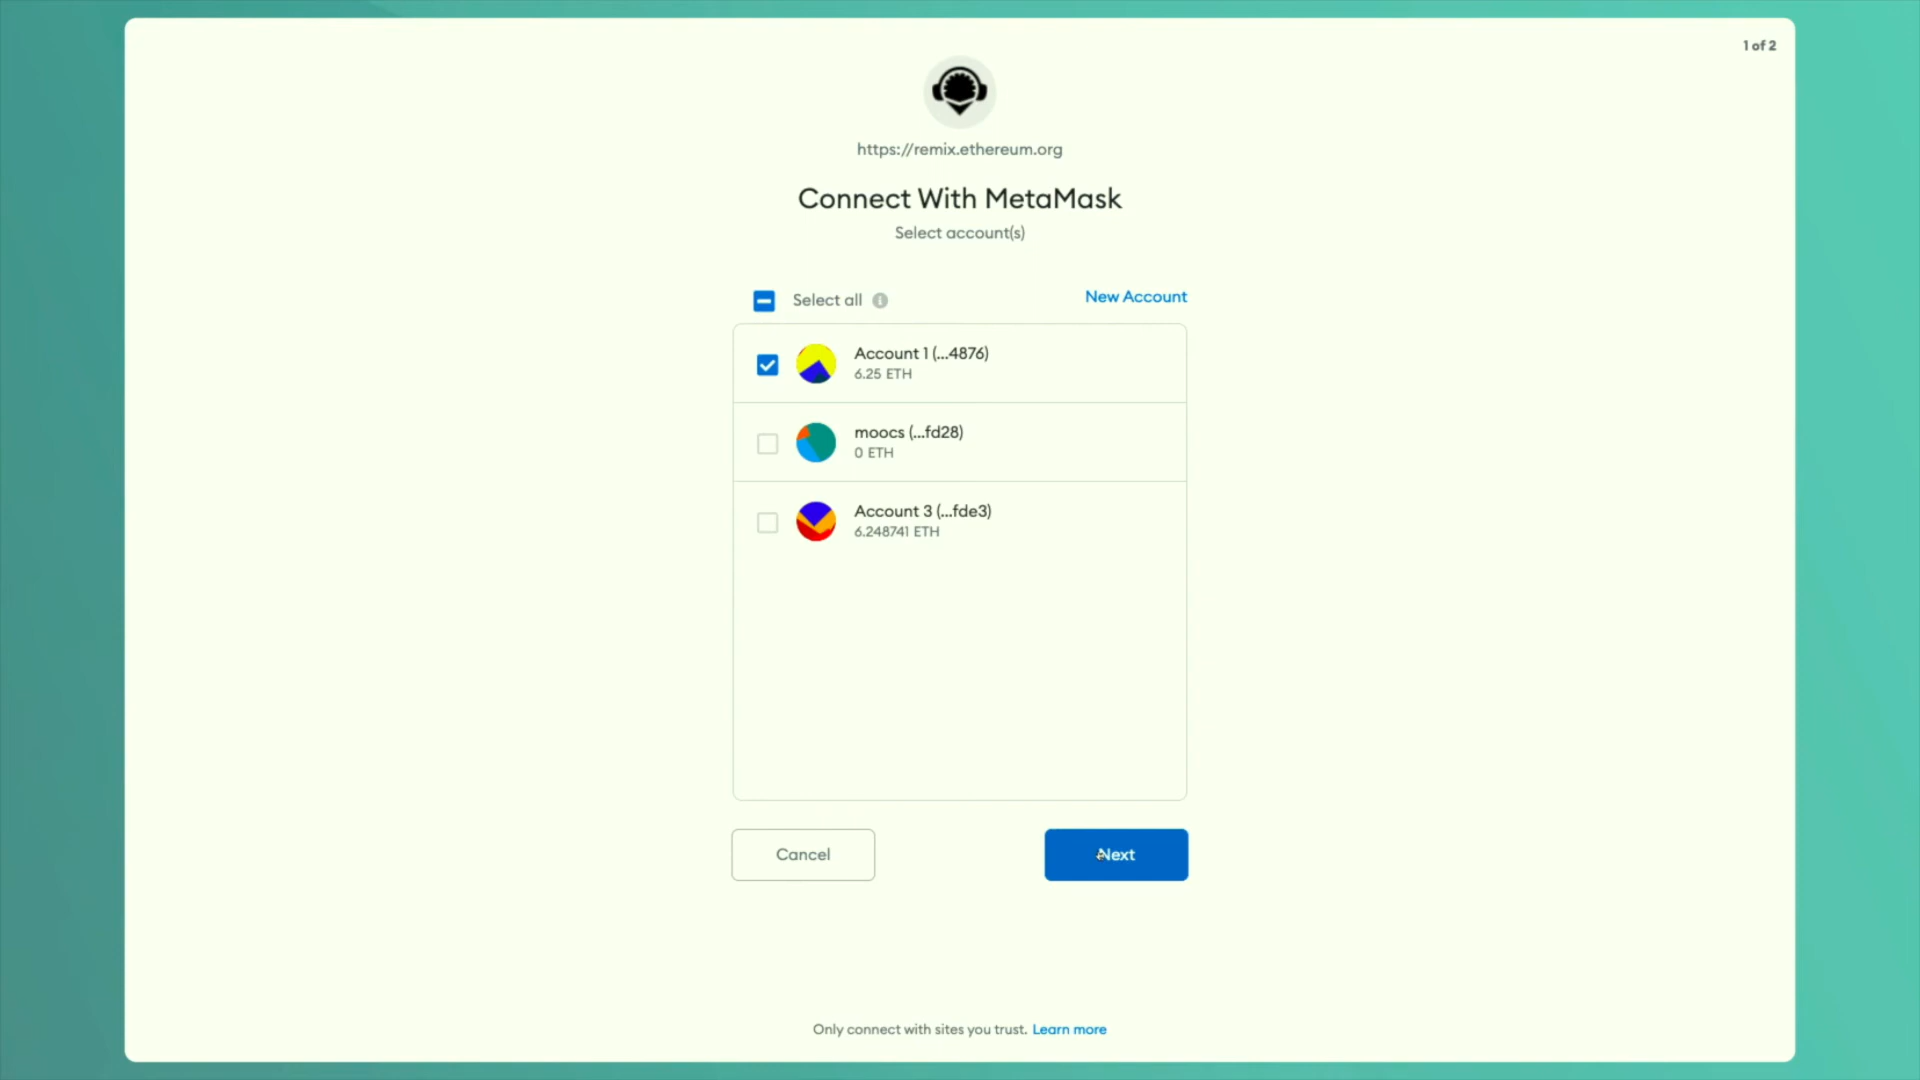 1 of 2
https://remix.ethereum.org
Connect With MetaMask
Select account(s)
Select all
New Account
Account 1 (...4876)
6.25 ETH
moocs (...fd28)
0 ETH
Account 3 (...fde3)
6.248741 ETH
Cancel
Next
Only connect with sites you trust. Learn more